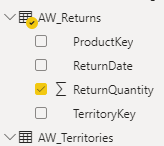 AW_Returns
ProductKey
ReturnDate
∑ ReturnQuantity
TerritoryKey
AW_Territories